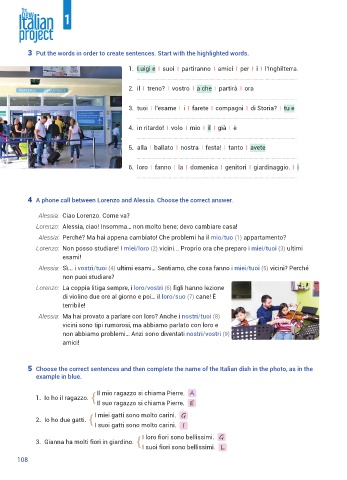 The
new
Italian
project
1
3 Put the words in order to create sentences. Start with the highlighted words.
1. Luigi e | suoi | partiranno | amici | per | i | l'Inghilterra.
2. il | treno? | vostro | a che | partirà | ora
3. tuoi | l'esame | i | farete | compagni | di Storia? | tu e
4. in ritardo! | volo | mio | il | già | è
5. alla | ballato | nostra | festa! | tanto | avete
6. loro | fanno | la | domenica | genitori | giardinaggio. | i
4 A phone call between Lorenzo and Alessia. Choose the correct answer.
Alessia: Ciao Lorenzo. Come va?
Lorenzo: Alessia, ciao! Insomma... non molto bene; devo cambiare casa!
Alessia: Perché? Ma hai appena cambiato! Che problemi ha il mio/tuo (1) appartamento?
Lorenzo: Non posso studiare! I miei/loro (2) vicini... Proprio ora che preparo i miei/tuoi (3) ultimi
esami!
Alessia: Sì... i vostri/tuoi (4) ultimi esami... Sentiamo, che cosa fanno i miei/tuoi (5) vicini? Perché
non puoi studiare?
Lorenzo: La coppia litiga sempre, i loro/vostri (6) figli hanno lezione
di violino due ore al giorno e poi... il loro/suo (7) cane! È
terribile!
Alessia: Ma hai provato a parlare con loro? Anche i nostri/tuoi (8)
vicini sono tipi rumorosi, ma abbiamo parlato con loro e
non abbiamo problemi... Anzi sono diventati nostri/vostri (9)
amici!
5 Choose the correct sentences and then complete the name of the Italian dish in the photo, as in the
example in blue.
1. Io ho il ragazzo.
Il mio ragazzo si chiama Pierre. A
Il suo ragazzo si chiama Pierre. E
2. Io ho due gatti.
I miei gatti sono molto carini. G
I suoi gatti sono molto carini. I
3. Gianna ha molti fiori in giardino.
I loro fiori sono bellissimi. G
I suoi fiori sono bellissimi. L
108